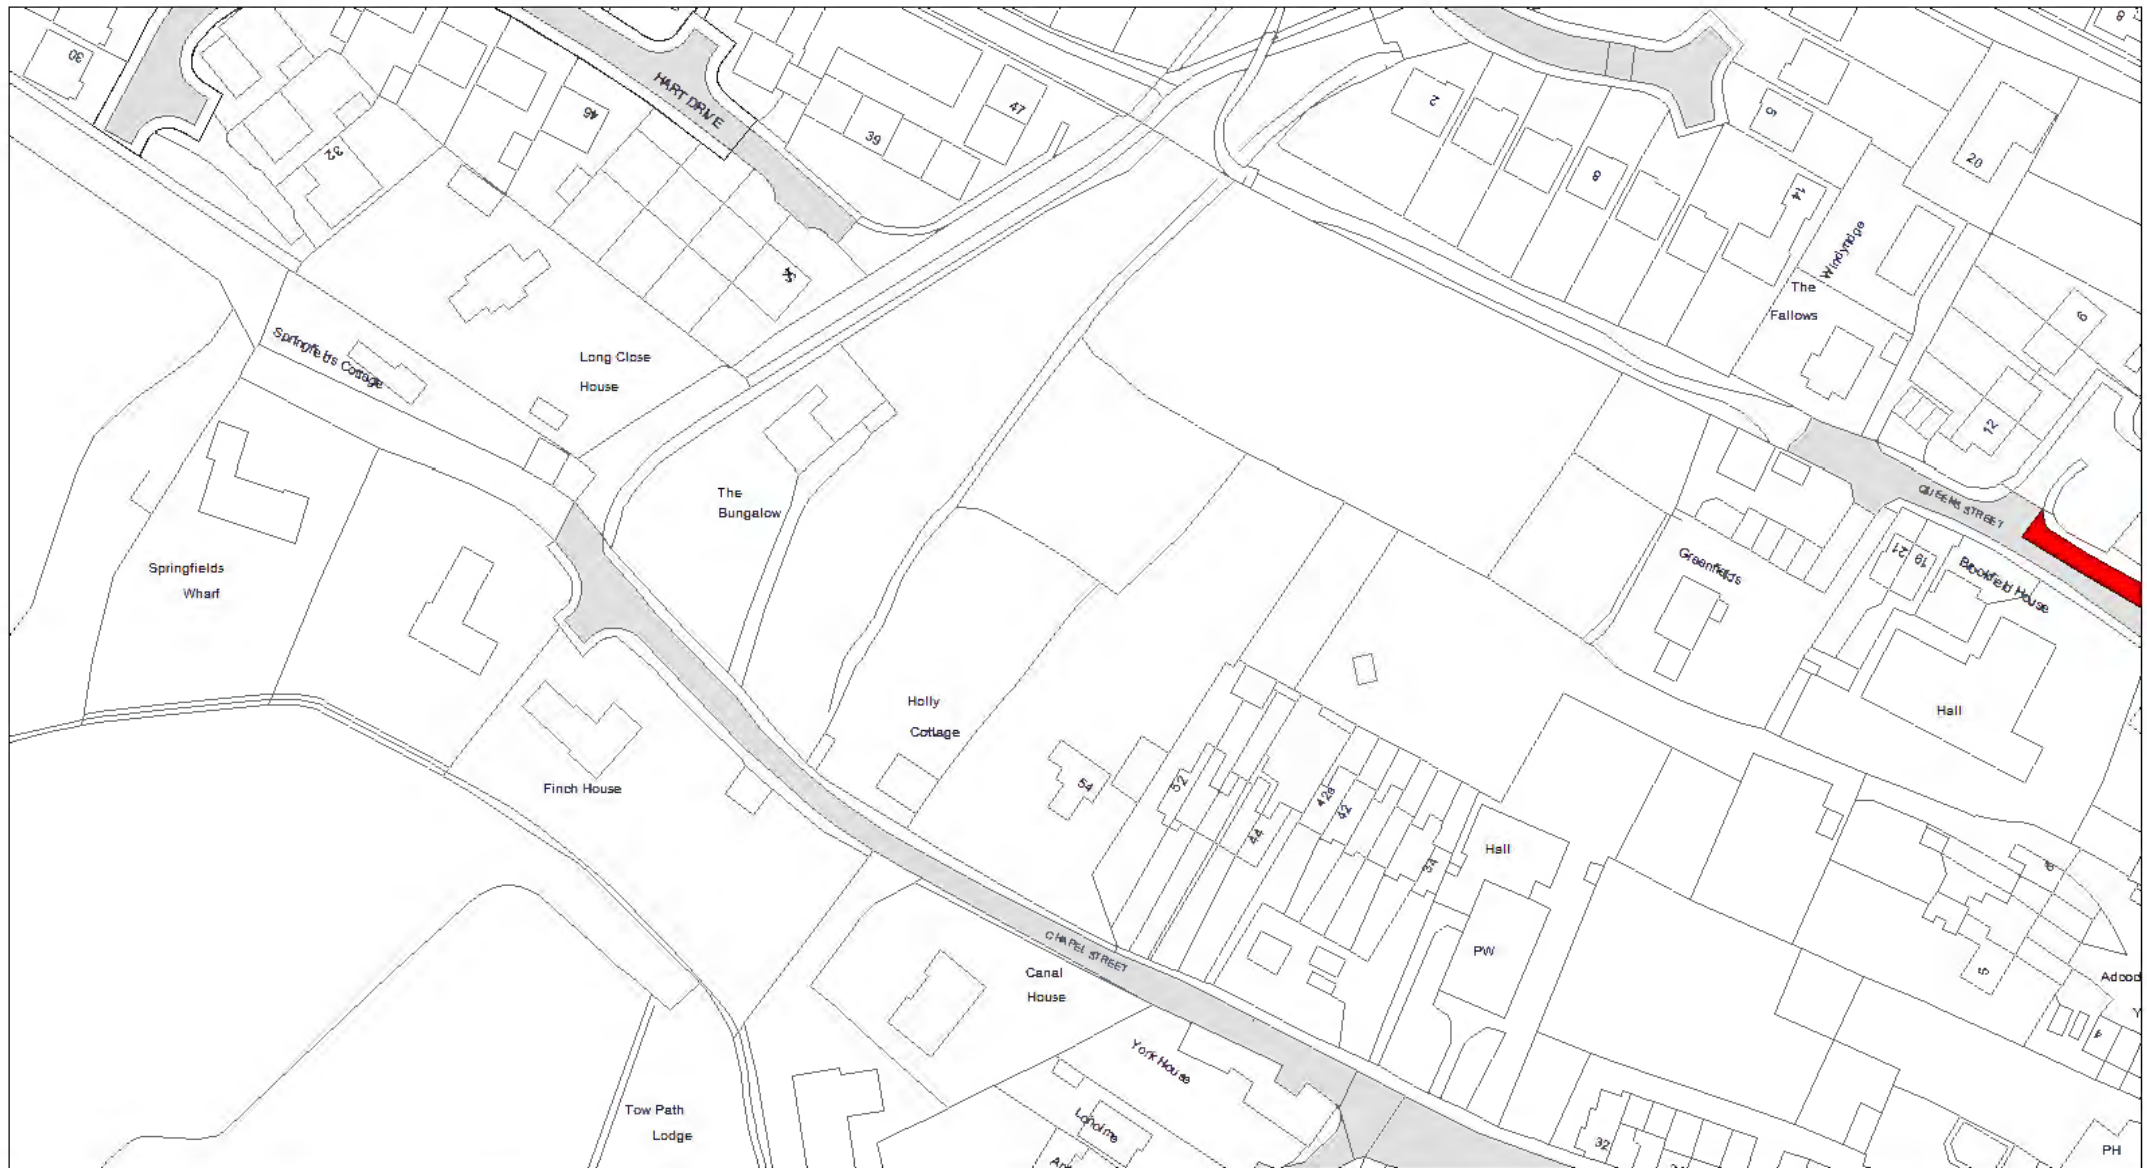 8
30
HART DRIVE
47
2
46
39
5
20
32
14
8
Windyridge
54
The
Fallows
6
Springfields Cottage
Long Close
House
12
The
Bungalow
QUEENS STREET
Greenfields
21
19
Brookfield House
Springfields
Wharf
Holly
Cottage
Hall
Finch House
54
52
42a
42
44
34
Hall
CHAPEL STREET
PW
5
Canal
House
4
York House
Tow Path
Lodge
32
PH